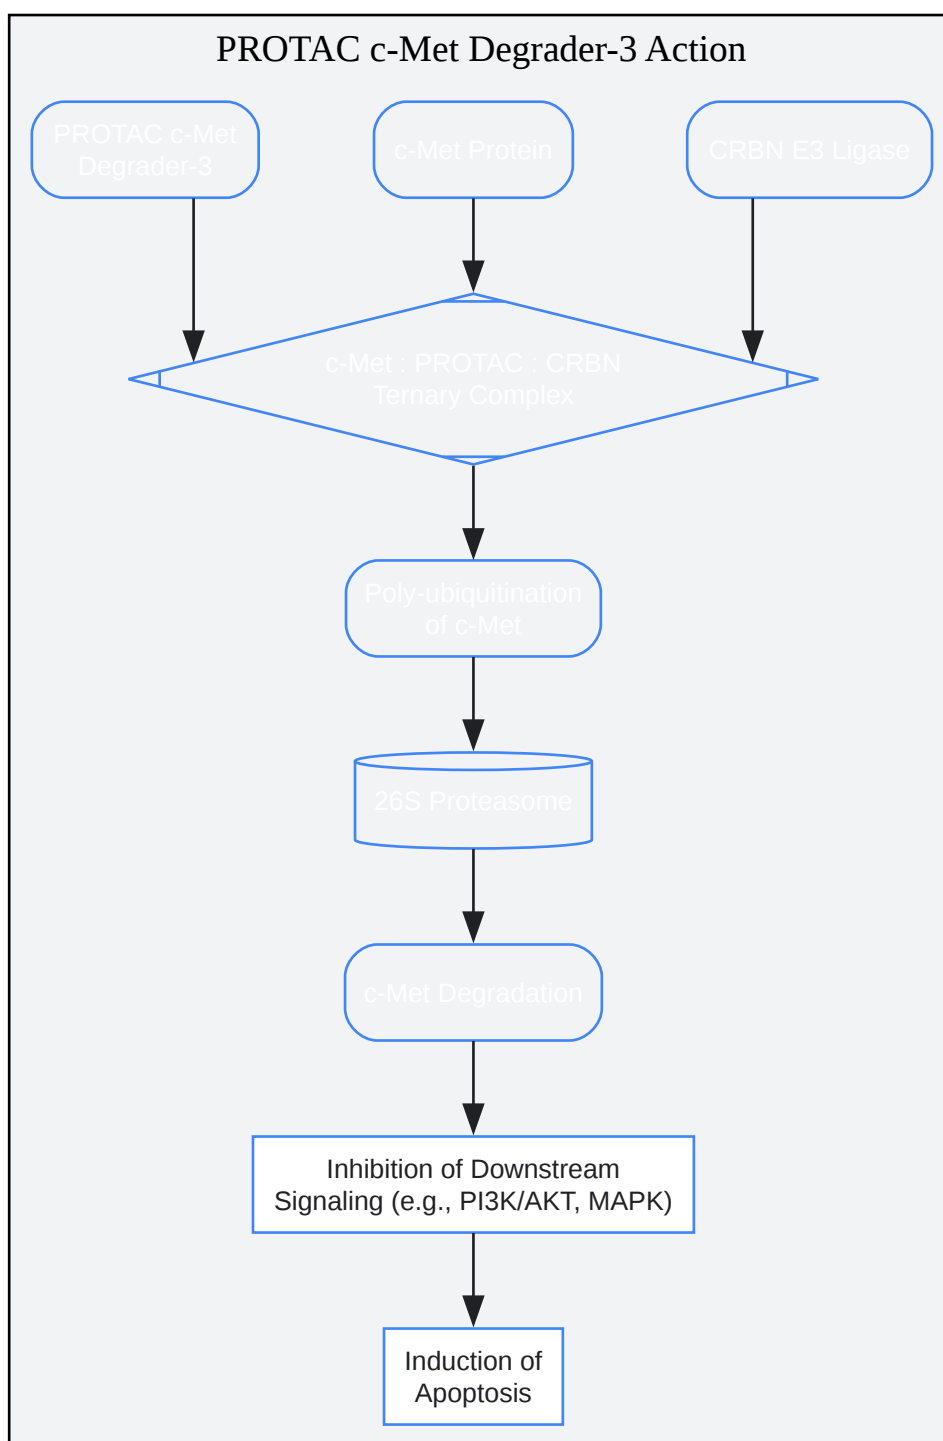 PROTAC c-Met Degrader-3 Action
PROTAC c-Met
Degrader-3
c-Met Protein
CRBN E3 Ligase
c-Met : PROTAC : CRBN
Ternary Complex
Poly-ubiquitination
of c-Met
26S Proteasome
c-Met Degradation
Inhibition of Downstream
Signaling (e.g., PI3K/AKT, MAPK)
Induction of
Apoptosis